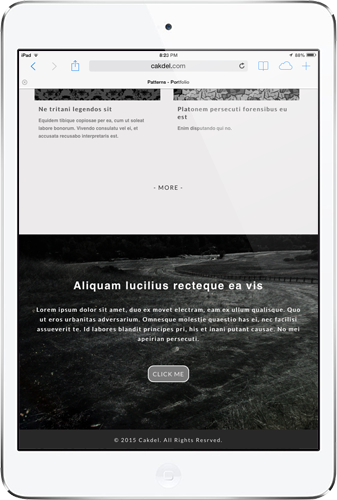 iPad 8:23 PM 88%
cakdel.com
Patterns - Portfolio
Ne tritani legendos sit
Equidem tibique copiosae per ea, cum ut soleat
labore bonorum. Vivendo consulatu vel ei, et
accusata recusabo interpretaris est.
Platonem persecuti forensibus eu
est
Enim disputando qui no.
- MORE -
Aliquam lucilius recteque ea vis
Lorem ipsum dolor sit amet, duo ex movet electram, eam ex ullum qualisque. Quo
ut eros urbanitas adversarium. Omnesque molestie quaestio has ei, nec facilisi
assueverit te. Id labores blandit principes pri, his et inani putant causae. No mei
apeirian persecuti.
CLICK ME
© 2015 Cakdel. All Rights Resrved.